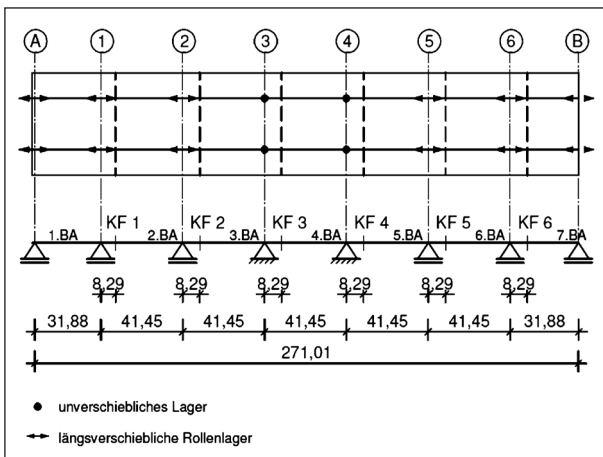 A 1 2 3 4 5 6 B
KF 1 KF 2 KF 3 KF 4 KF 5 KF 6
1.BA 2.BA 3.BA 4.BA 5.BA 6.BA 7.BA
8,29 8,29 8,29 8,29 8,29 8,29
31,88 41,45 41,45 41,45 41,45 41,45 31,88
271,01
unverschiebliches Lager
längsverschiebliche Rollenlager